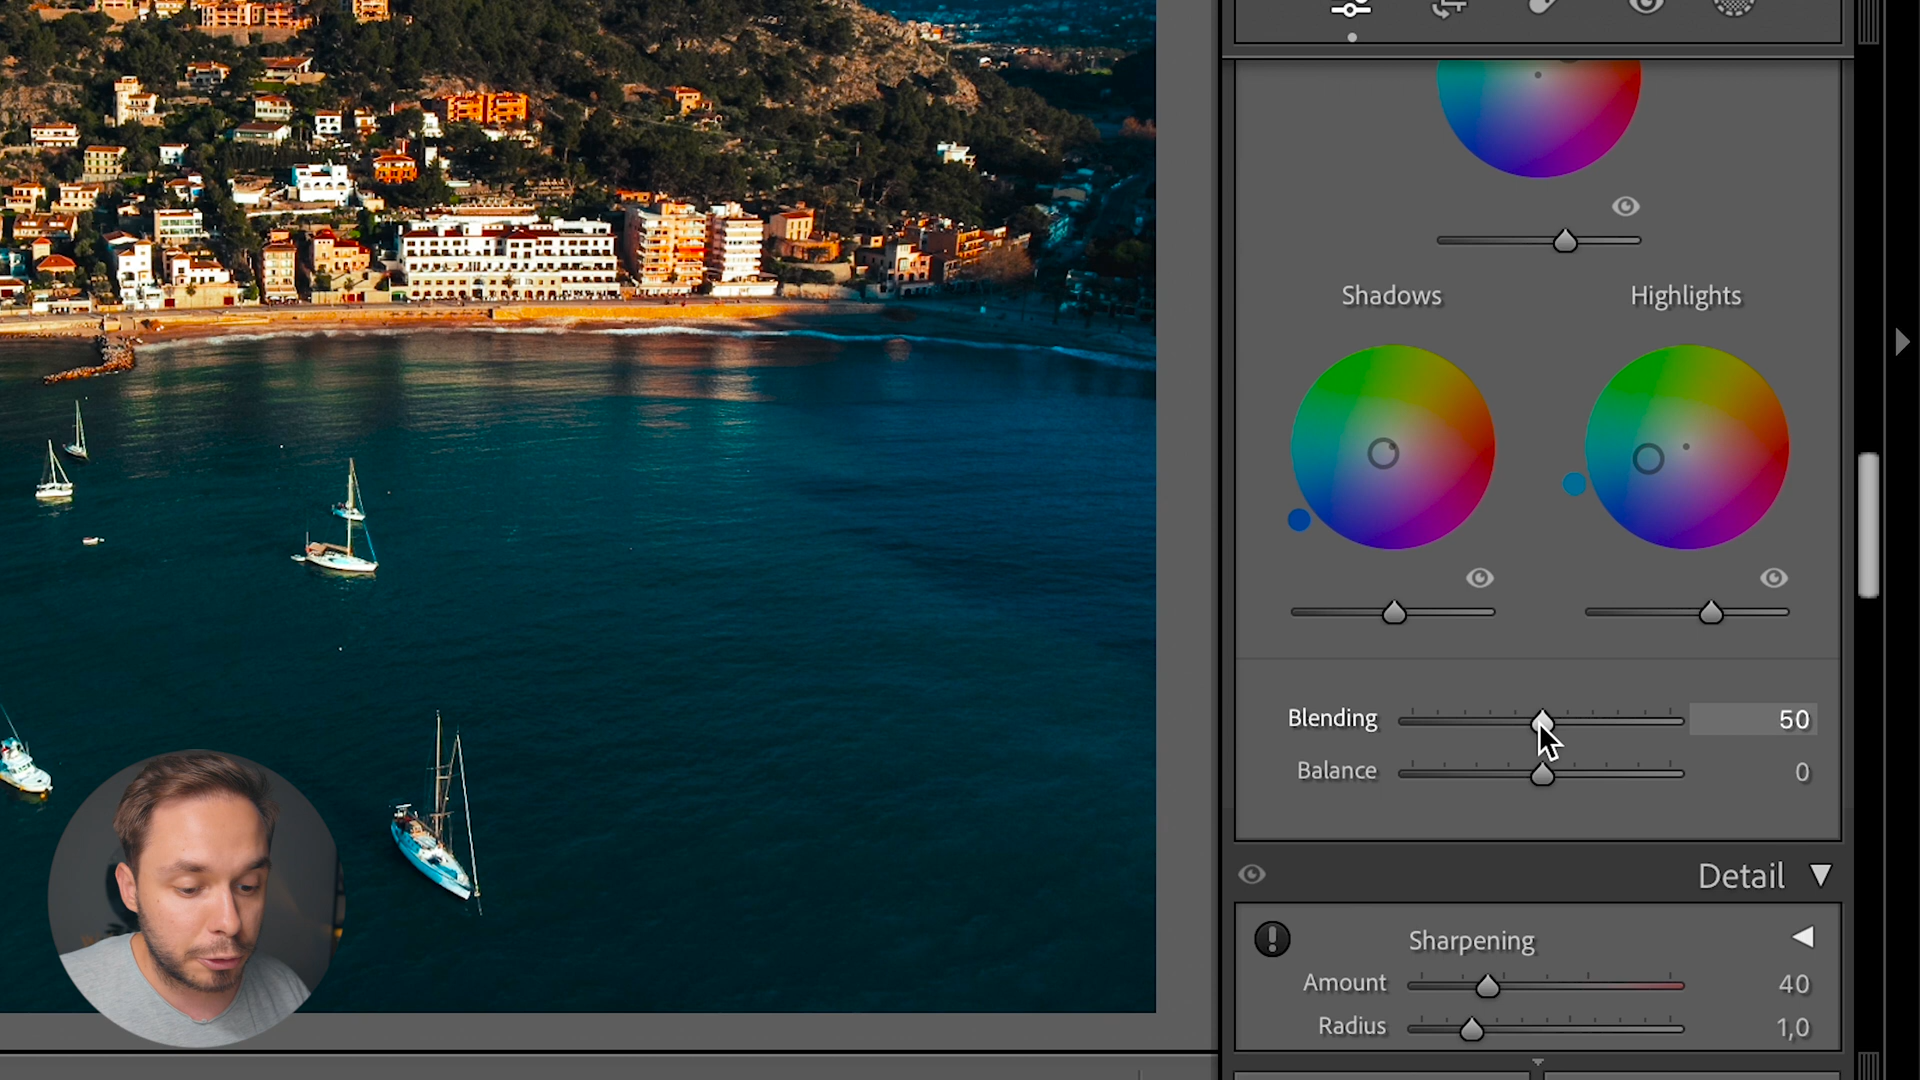 Shadows
Highlights
Blending 50
Balance 0
Detail
Sharpening
Amount 40
Radius 1,0